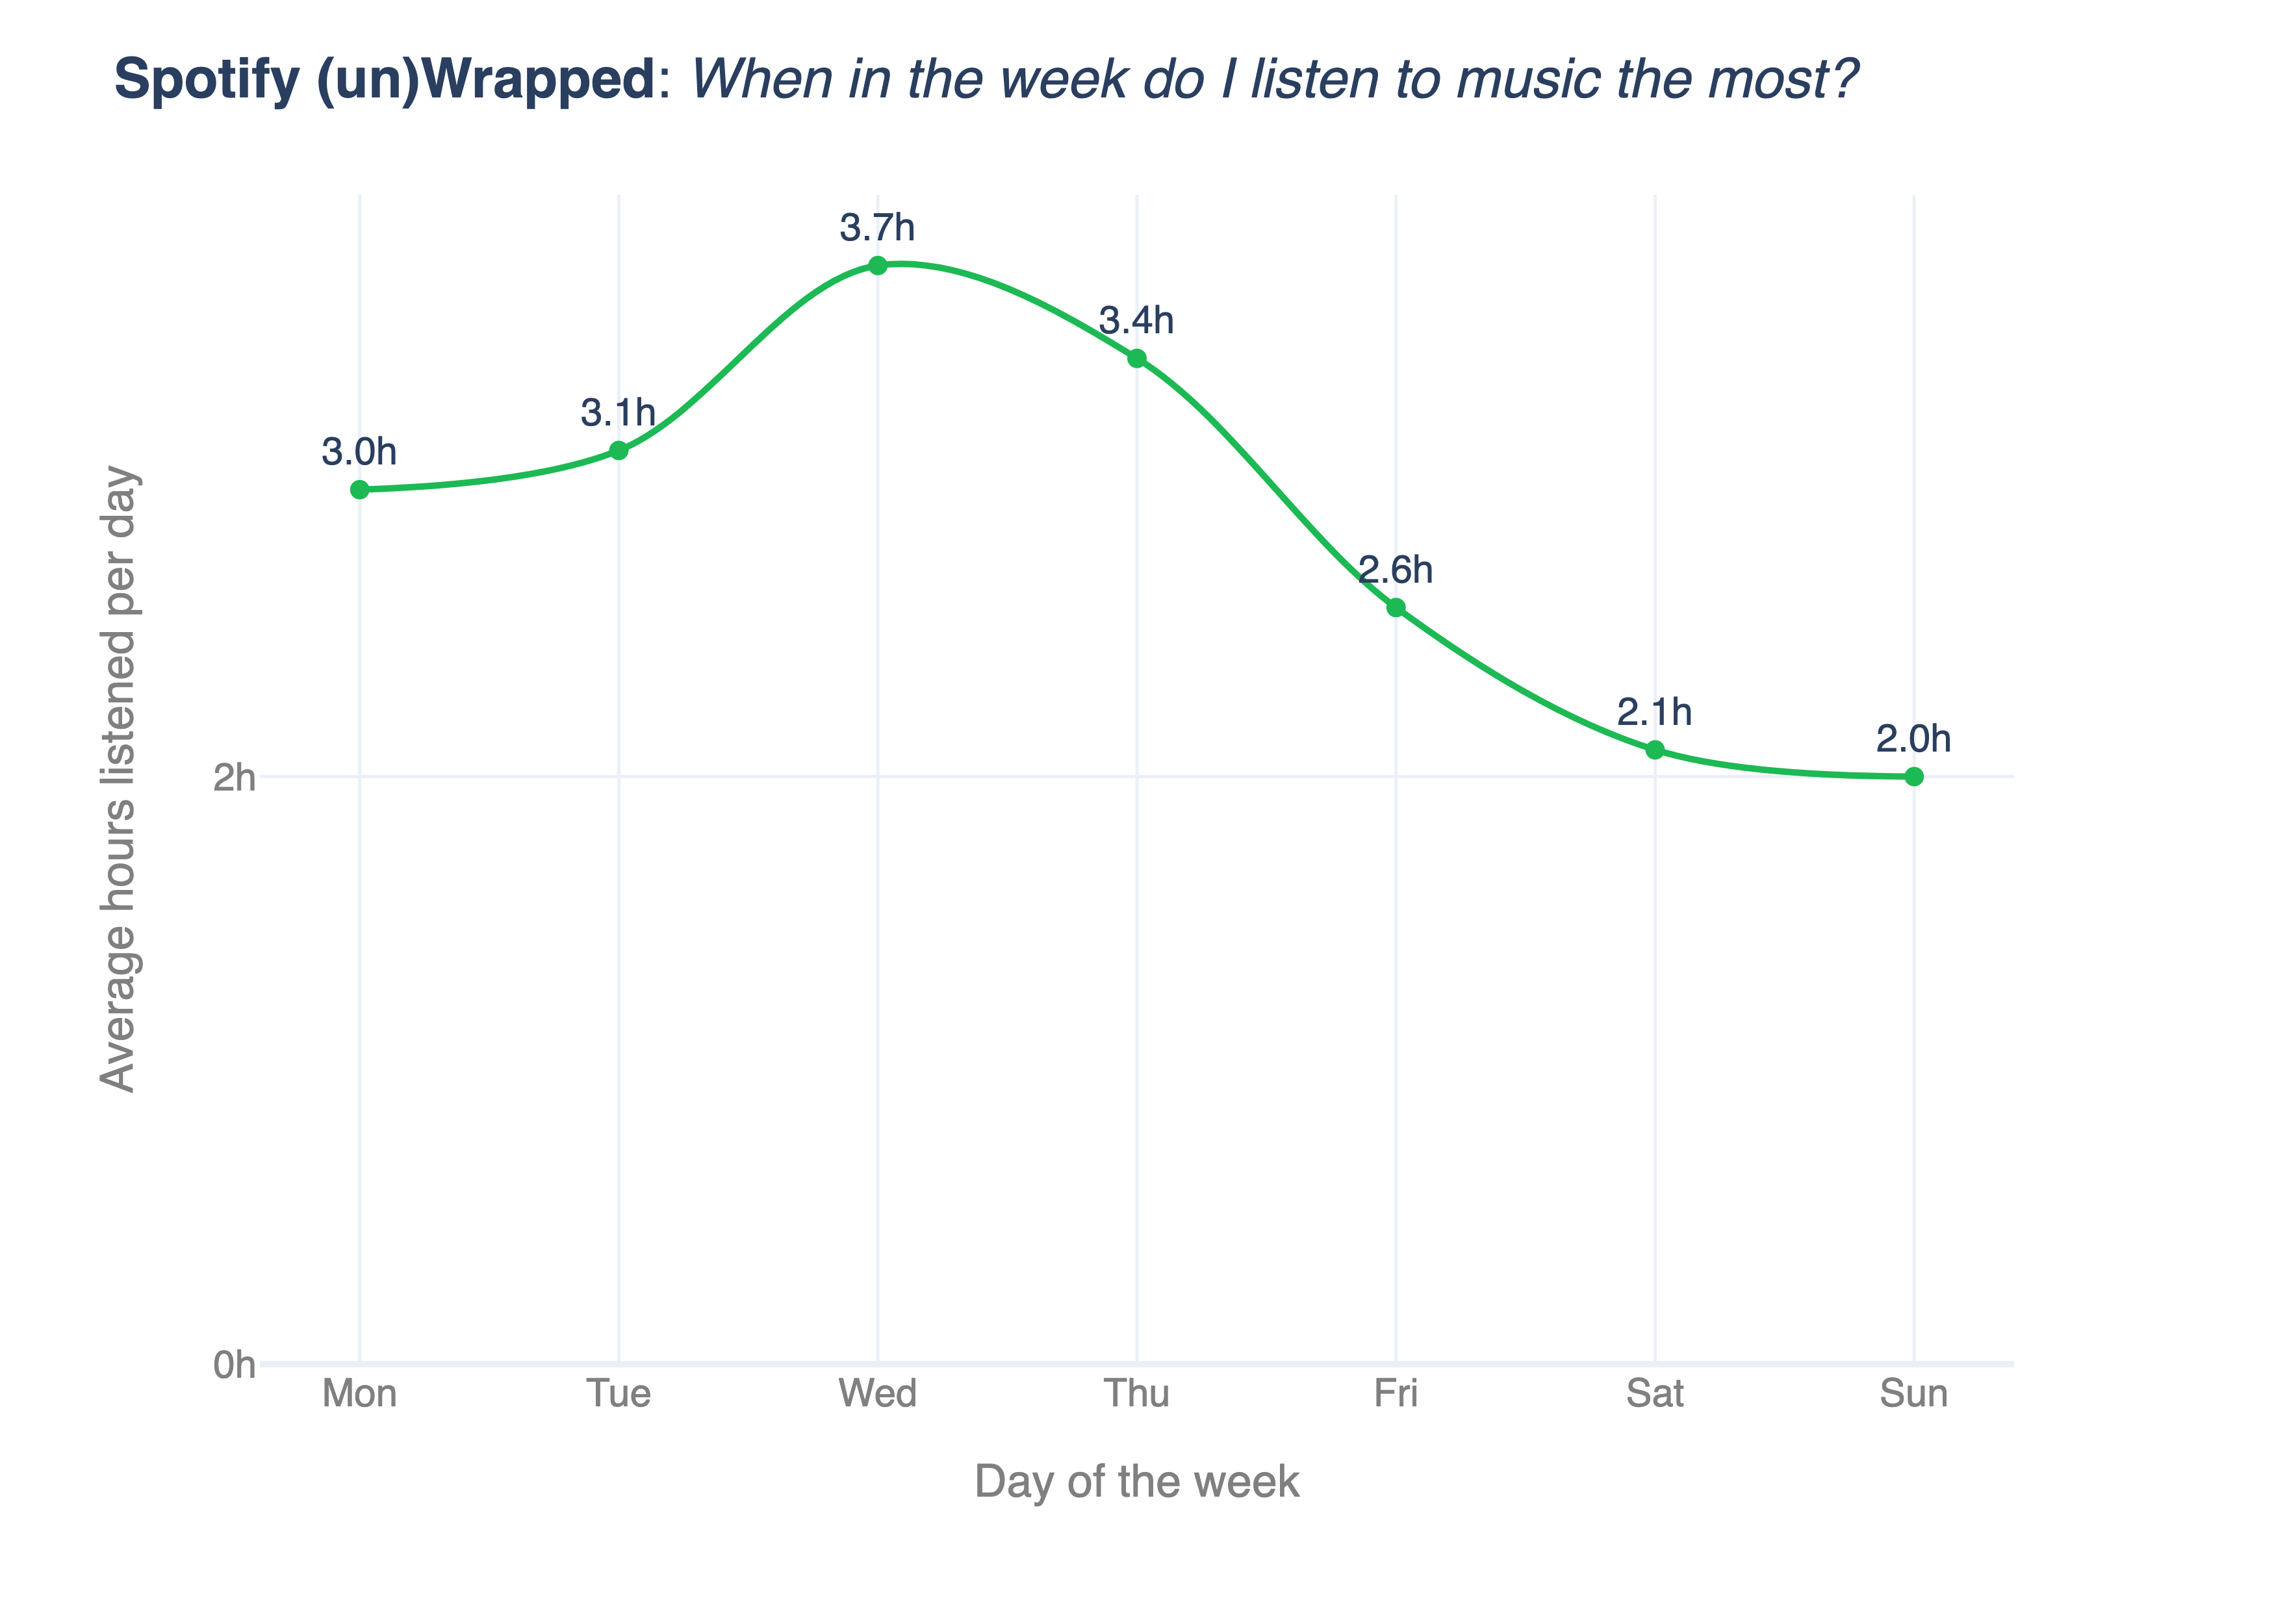 Spotify (un)Wrapped: When in the week do I listen to music the most?
3.7h
3.4h
3.1h
3.0h
2.6h
2.1h
2.0h
Average hours listened per day
2h
0h
Mon Tue Wed Thu Fri Sat Sun
Day of the week